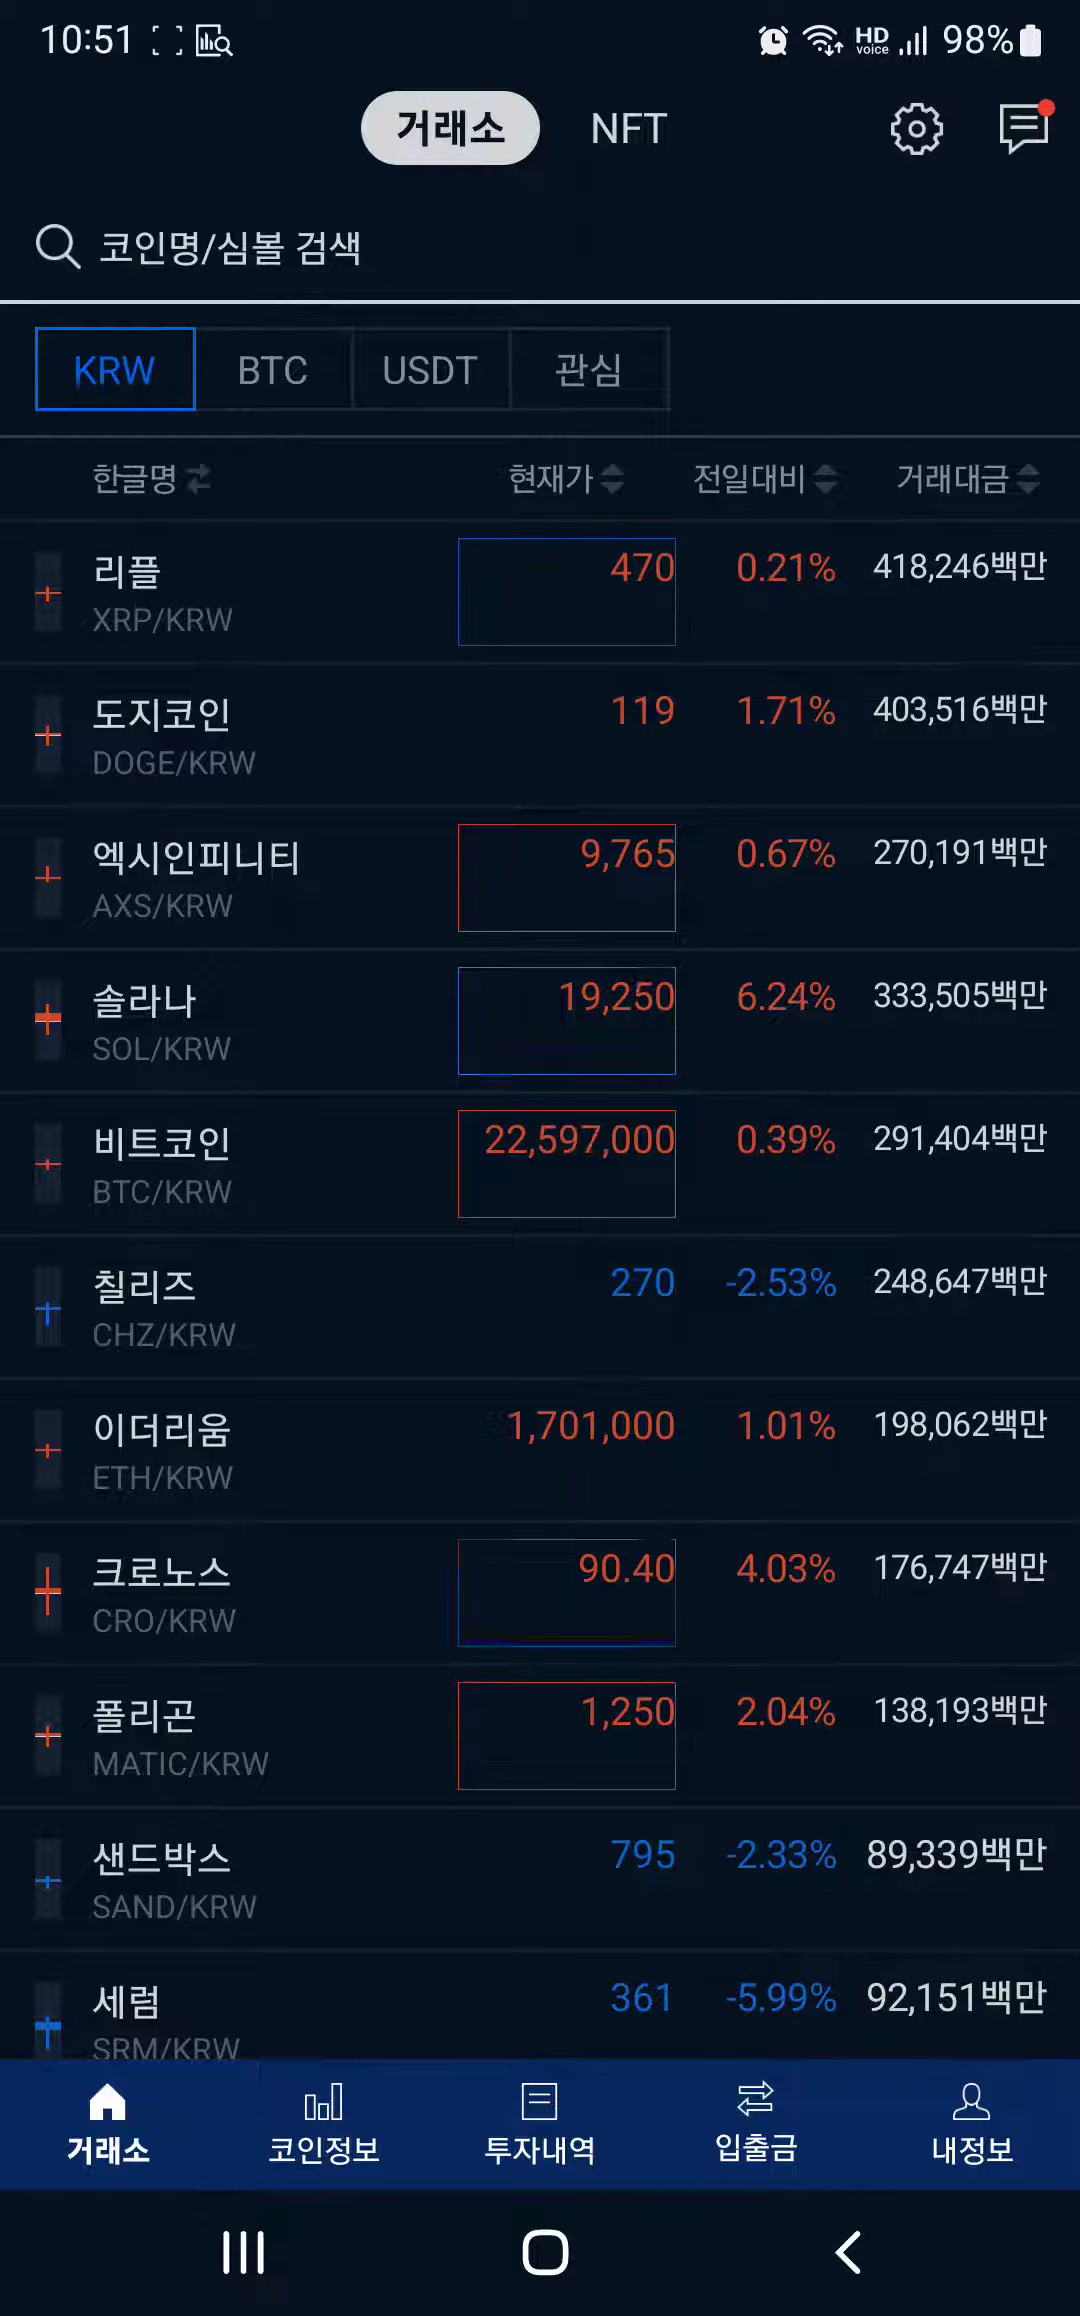 10:51 HD voice 98%
거래소 NFT
코인명/심볼 검색
KRW BTC USDT 관심
한글명 현재가 전일대비 거래대금
리플 470 0.21% 418,246백만
XRP/KRW
도지코인 119 1.71% 403,516백만
DOGE/KRW
엑시인피니티 9,765 0.67% 270,191백만
AXS/KRW
솔라나 19,250 6.24% 333,505백만
SOL/KRW
비트코인 22,597,000 0.39% 291,404백만
BTC/KRW
칠리즈 270 -2.53% 248,647백만
CHZ/KRW
이더리움 1,701,000 1.01% 198,062백만
ETH/KRW
크로노스 90.40 4.03% 176,747백만
CRO/KRW
폴리곤 1,250 2.04% 138,193백만
MATIC/KRW
샌드박스 795 -2.33% 89,339백만
SAND/KRW
세럼 361 -5.99% 92,151백만
SRM/KRW
거래소 코인정보 투자내역 입출금 내정보